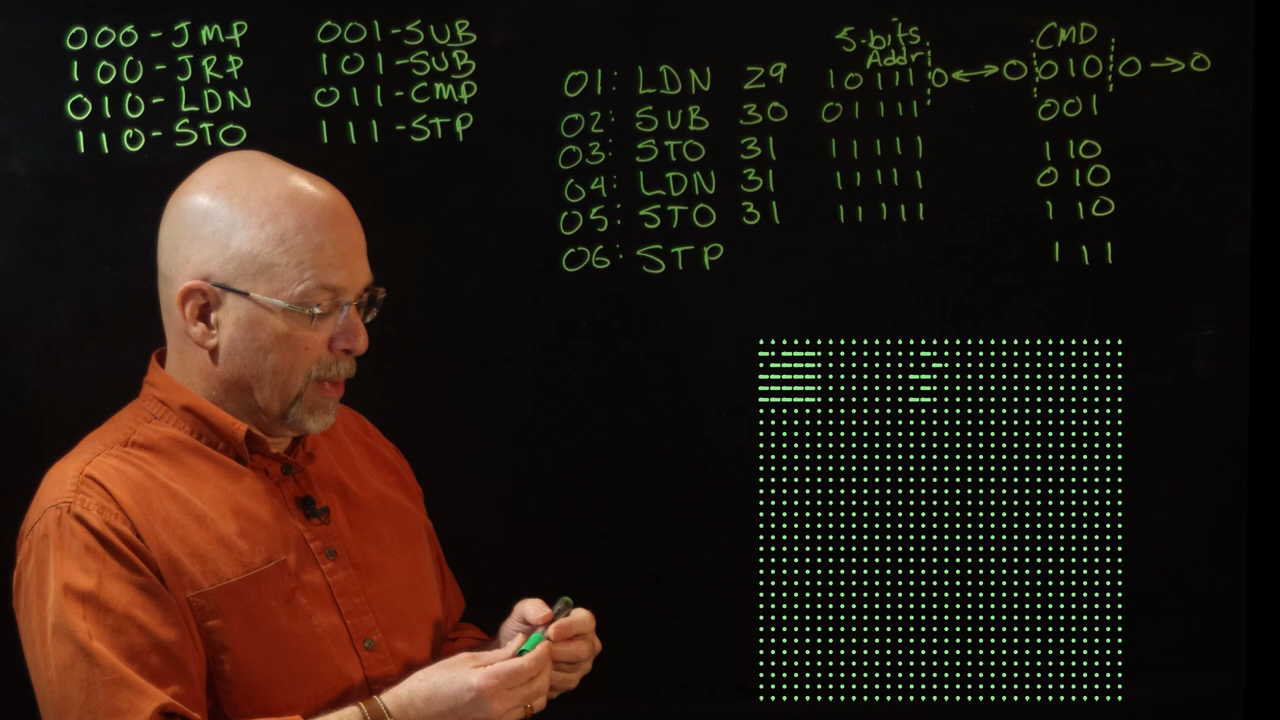 000-JMP 001-SUB
100-JRP 101-SUB
010-LDN 011-CMP
110-STO 111-STP
5-bits CMD
Addr
01: LDN 29 10111 0 ↔ 0 010 0 → 0
02: SUB 30 01111 001
03: STO 31 11111 110
04: LDN 31 11111 010
05: STO 31 11111 110
06: STP 111